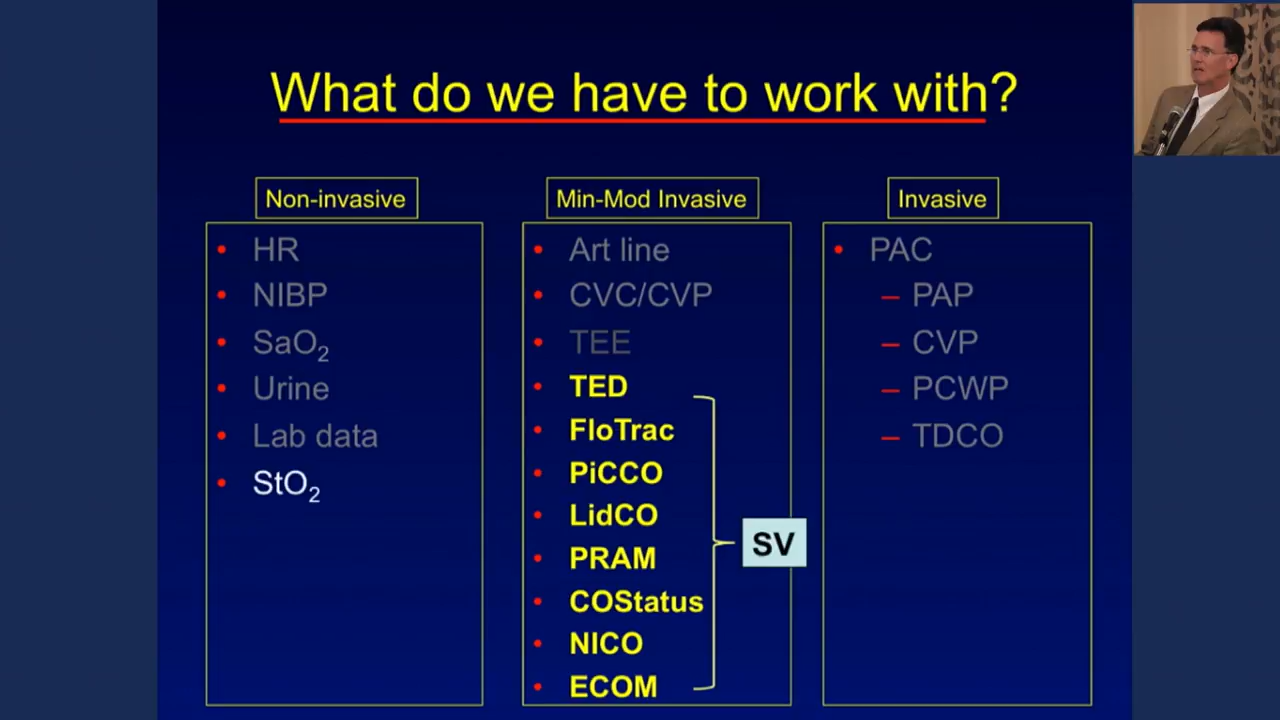 What do we have to work with?
Non-invasive
• HR
• NIBP
• SaO₂
• Urine
• Lab data
• StO₂
Min-Mod Invasive
• Art line
• CVC/CVP
• TEE
• TED
• FloTrac
• PiCCO
• LidCO
• PRAM
• COStatus
• NICO
• ECOM
SV
Invasive
• PAC
– PAP
– CVP
– PCWP
– TDCO